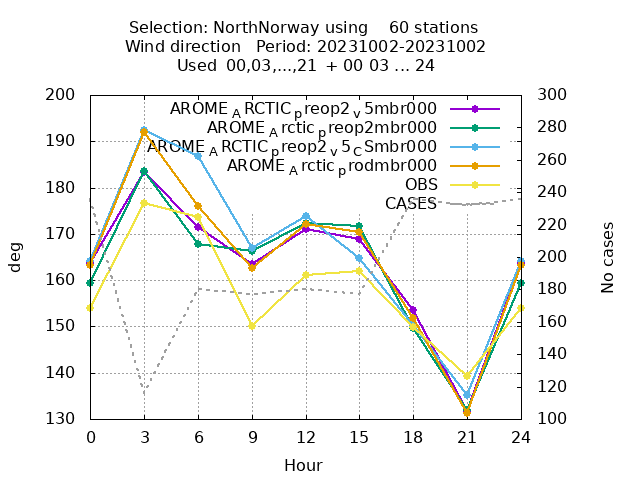 Selection: NorthNorway using 60 stations
Wind direction Period: 20231002-20231002
Used 00,03,...,21 + 00 03 ... 24
200 300
AROME_ARCTIC_preop2_v5mbr000
AROME_Arctic_preop2mbr000
190 280
AROME_ARCTIC_preop2_v5_CSmbr000
260
AROME_Arctic_prodmbr000
180 240
OBS
CASES
170 220
160 200
180
150 160
140 140
120
130 100
deg
No cases
0 3 6 9 12 15 18 21 24
Hour